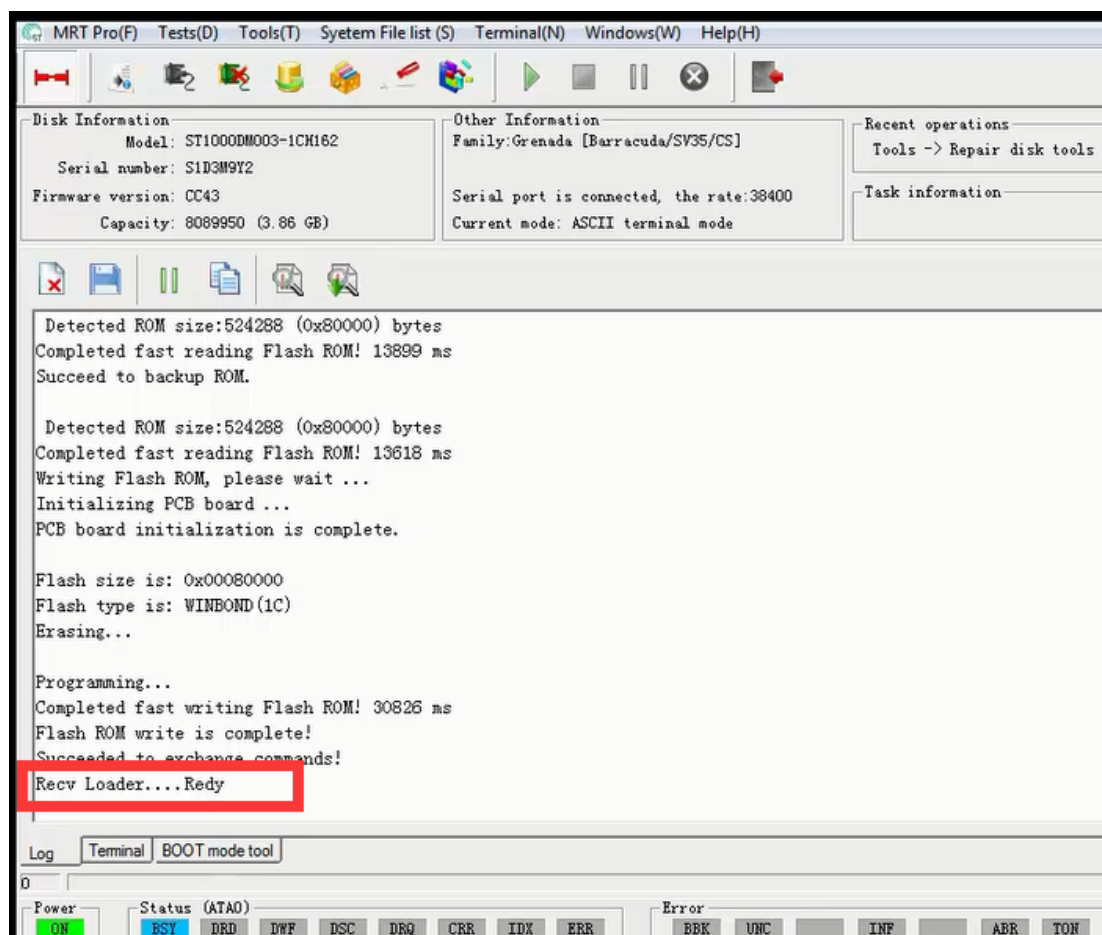 MRT Pro(F) Tests(D) Tools(T) Syetem File list (S) Terminal(N) Windows(W) Help(H)
Disk Information
Model: ST1000DM003-1CH162
Serial number: S1D3M9Y2
Firmware version: CC43
Capacity: 8089950 (3.86 GB)
Other Information
Family:Grenada [Barracuda/SV35/CS]
Serial port is connected, the rate:38400
Current mode: ASCII terminal mode
Recent operations
Tools -> Repair disk tools
Task information
Detected ROM size:524288 (0x80000) bytes
Completed fast reading Flash ROM! 13899 ms
Succeed to backup ROM.
Detected ROM size:524288 (0x80000) bytes
Completed fast reading Flash ROM! 13618 ms
Writing Flash ROM, please wait ...
Initializing PCB board ...
PCB board initialization is complete.
Flash size is: 0x00080000
Flash type is: WINBOND(1C)
Erasing...
Programming...
Completed fast writing Flash ROM! 30826 ms
Flash ROM write is complete!
Succeeded to exchange commands!
Recv Loader....Redy
Log Terminal BOOT mode tool
0
Power Status (ATA0) Error
ON BSY DRD DWF DSC DRQ CRR IDX ERR BBK UNC INF ABR TON